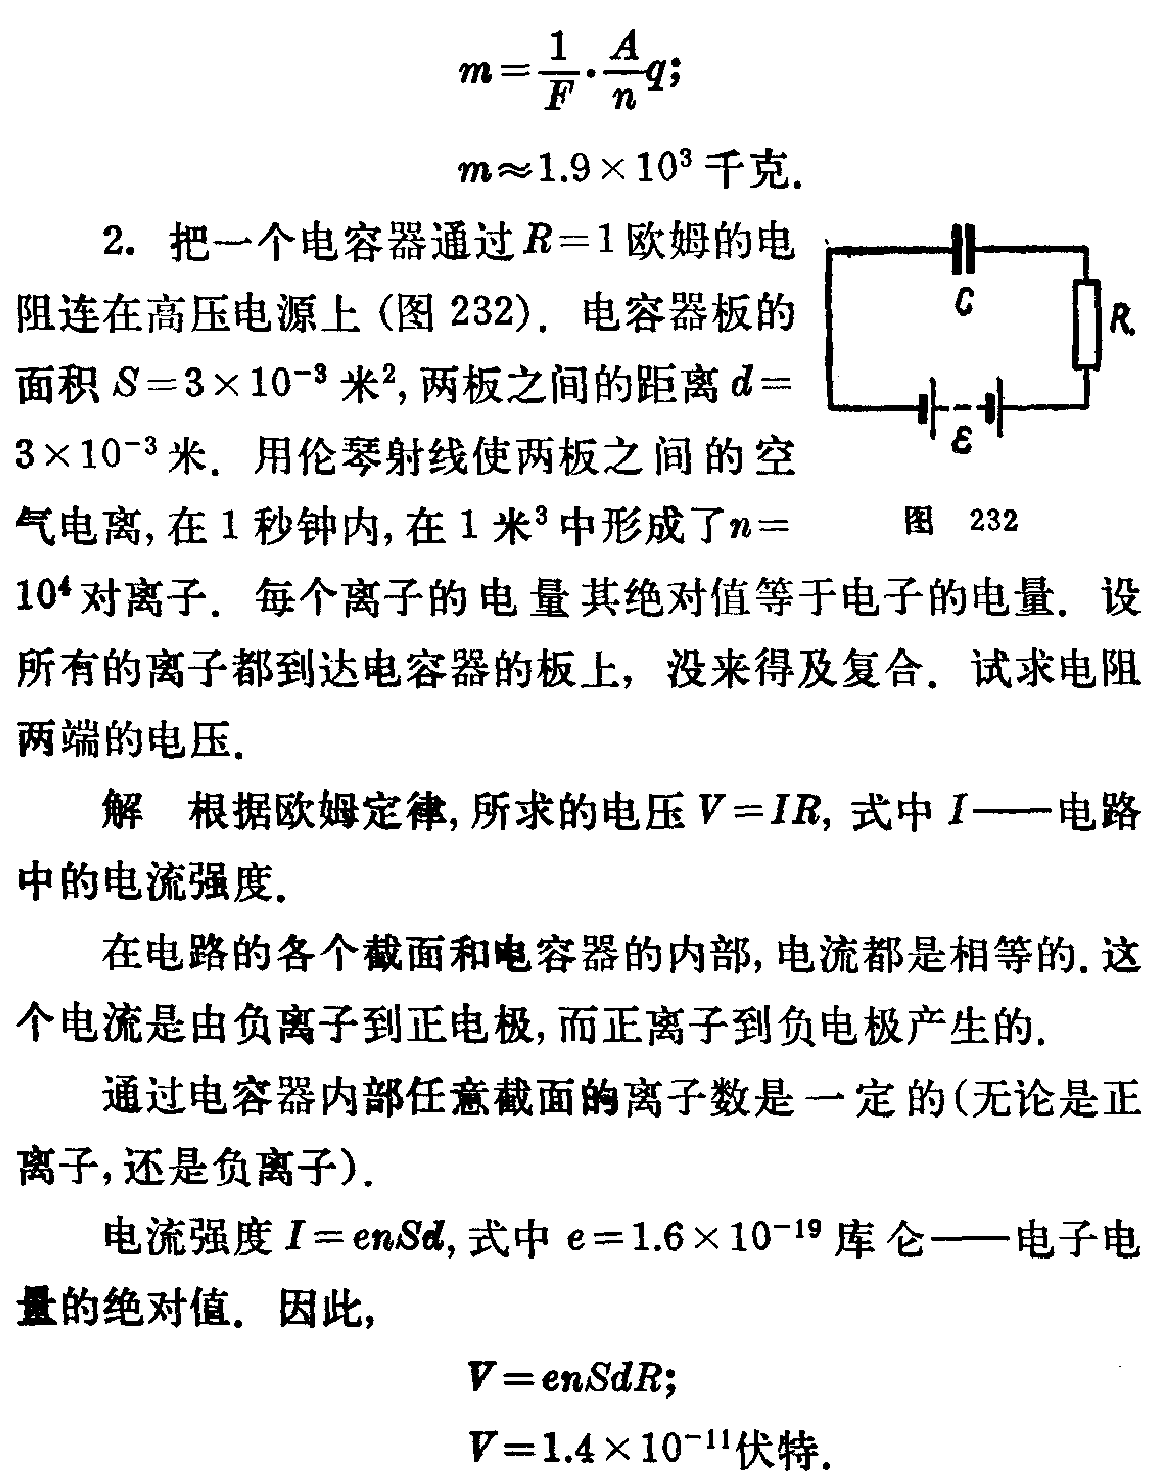 m = 1/F · A/n q;
m≈1.9×10³ 千克.
2. 把一个电容器通过 R=1 欧姆的电
阻连在高压电源上 (图 232). 电容器板的
面积 S=3×10⁻³ 米², 两板之间的距离 d=
3×10⁻³ 米. 用伦琴射线使两板之间的空
气电离, 在 1 秒钟内, 在 1 米³ 中形成了 n=
10⁴ 对离子. 每个离子的电量其绝对值等于电子的电量. 设
所有的离子都到达电容器的板上, 没来得及复合. 试求电阻
两端的电压.
C
R.
ε
图 232
解 根据欧姆定律, 所求的电压 V=IR, 式中 I——电路
中的电流强度.
在电路的各个截面和电容器的内部, 电流都是相等的. 这
个电流是由负离子到正电极, 而正离子到负电极产生的.
通过电容器内部任意截面的离子数是一定的(无论是正
离子, 还是负离子).
电流强度 I=enSd, 式中 e=1.6×10⁻¹⁹ 库仑——电子电
量的绝对值. 因此,
V=enSdR;
V=1.4×10⁻¹¹伏特.